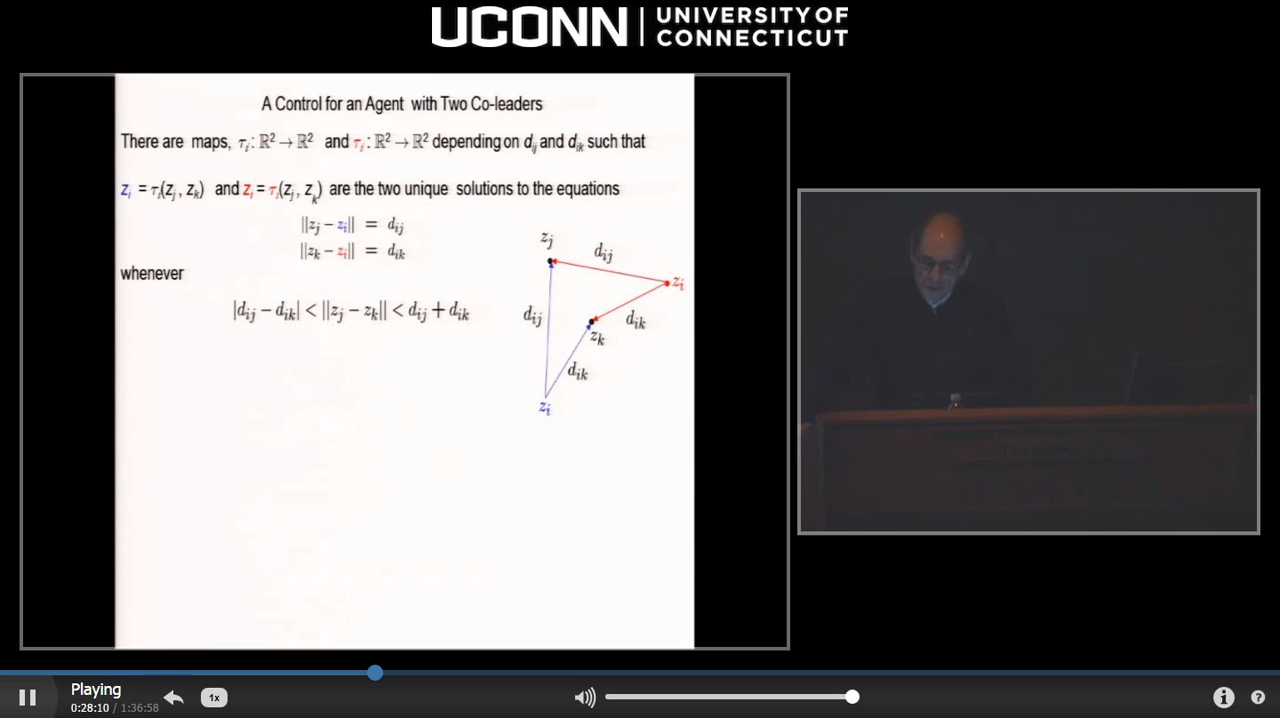 UCONN | UNIVERSITY OF
CONNECTICUT
A Control for an Agent with Two Co-leaders
There are maps, τᵢ: ℝ² → ℝ² and τᵢ: ℝ² → ℝ² depending on dᵢⱼ and dᵢₖ such that
zᵢ = τᵢ(zⱼ, zₖ) and zᵢ = τᵢ(zⱼ, zₖ) are the two unique solutions to the equations
||zⱼ − zᵢ|| = dᵢⱼ
||zₖ − zᵢ|| = dᵢₖ
whenever
|dᵢⱼ − dᵢₖ| < ||zⱼ − zₖ|| < dᵢⱼ + dᵢₖ
zⱼ
dᵢⱼ
zᵢ
dᵢⱼ
dᵢₖ
zₖ
dᵢₖ
zᵢ
Playing
0:28:10 / 1:36:58
1x
i
?